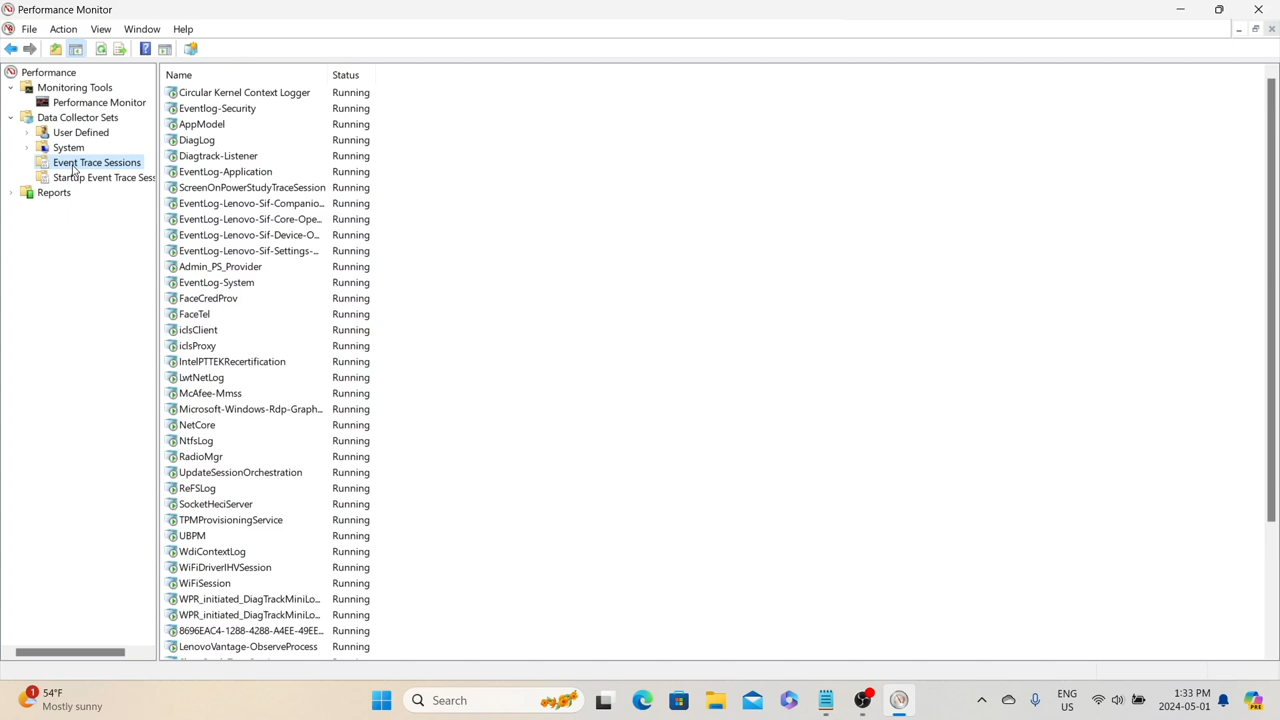 Performance Monitor
File Action View Window Help
Performance
Monitoring Tools
Performance Monitor
Data Collector Sets
User Defined
System
Event Trace Sessions
Startup Event Trace Sess
Reports
Name Status
Circular Kernel Context Logger Running
Eventlog-Security Running
AppModel Running
DiagLog Running
Diagtrack-Listener Running
EventLog-Application Running
ScreenOnPowerStudyTraceSession Running
EventLog-Lenovo-Sif-Companio... Running
EventLog-Lenovo-Sif-Core-Ope... Running
EventLog-Lenovo-Sif-Device-O... Running
EventLog-Lenovo-Sif-Settings-... Running
Admin_PS_Provider Running
EventLog-System Running
FaceCredProv Running
FaceTel Running
iclsClient Running
iclsProxy Running
IntelPTTEKRecertification Running
LwtNetLog Running
McAfee-Mmss Running
Microsoft-Windows-Rdp-Graph... Running
NetCore Running
NtfsLog Running
RadioMgr Running
UpdateSessionOrchestration Running
ReFSLog Running
SocketHeciServer Running
TPMProvisioningService Running
UBPM Running
WdiContextLog Running
WiFiDriverIHVSession Running
WiFiSession Running
WPR_initiated_DiagTrackMiniLo... Running
WPR_initiated_DiagTrackMiniLo... Running
8696EAC4-1288-4288-A4EE-49EE... Running
LenovoVantage-ObserveProcess Running
1 54°F
Mostly sunny
Search
ENG
US
1:33 PM
2024-05-01
PRE